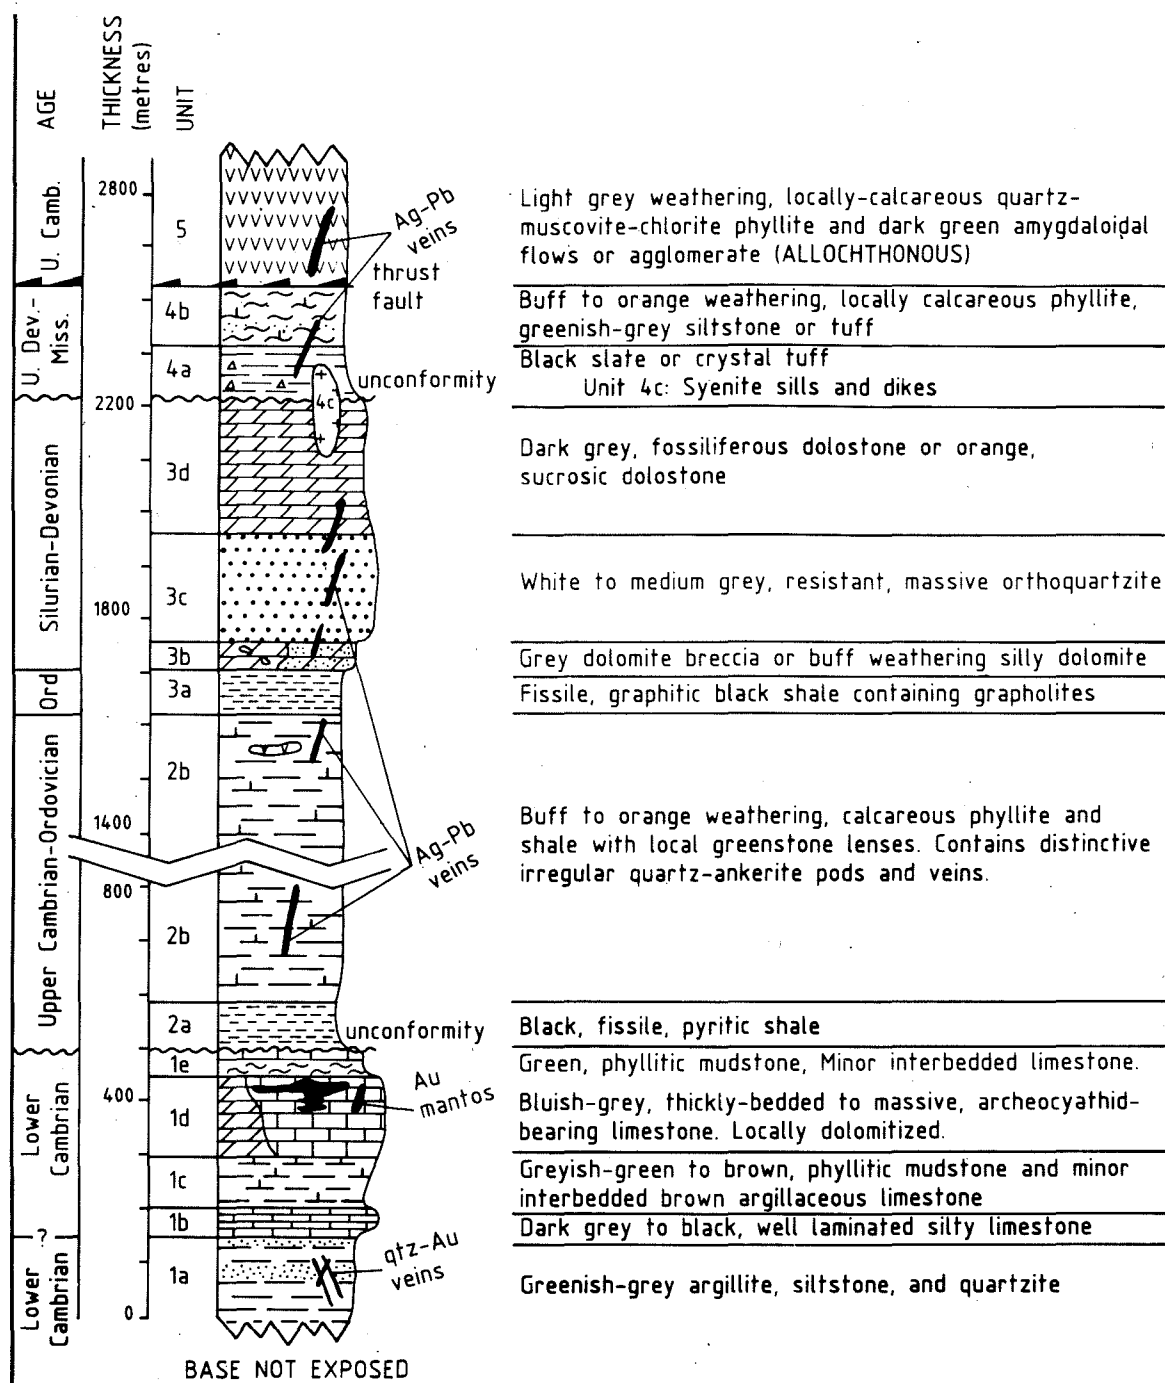 AGE
THICKNESS
(metres)
UNIT
U. Camb.
2800
5
Ag-Pb
veins
thrust
fault
Light grey weathering, locally-calcareous quartz-
muscovite-chlorite phyllite and dark green amygdaloidal
flows or agglomerate (ALLOCHTHONOUS)
U. Dev.-
Miss.
4b
Buff to orange weathering, locally calcareous phyllite,
greenish-grey siltstone or tuff
4a
unconformity
Black slate or crystal tuff
Unit 4c: Syenite sills and dikes
2200
4c
Silurian-Devonian
3d
Dark grey, fossiliferous dolostone or orange,
sucrosic dolostone
1800
3c
White to medium grey, resistant, massive orthoquartzite
3b
Grey dolomite breccia or buff weathering silly dolomite
Ord
3a
Fissile, graphitic black shale containing grapholites
Upper Cambrian-Ordovician
2b
1400
Ag-Pb
veins
Buff to orange weathering, calcareous phyllite and
shale with local greenstone lenses. Contains distinctive
irregular quartz-ankerite pods and veins.
800
2b
2a
unconformity
Black, fissile, pyritic shale
1e
Green, phyllitic mudstone, Minor interbedded limestone.
Lower
Cambrian
400
1d
Au
mantos
Bluish-grey, thickly-bedded to massive, archeocyathid-
bearing limestone. Locally dolomitized.
1c
Greyish-green to brown, phyllitic mudstone and minor
interbedded brown argillaceous limestone
1b
Dark grey to black, well laminated silty limestone
?
Lower
Cambrian
1a
qtz-Au
veins
Greenish-grey argillite, siltstone, and quartzite
0
BASE NOT EXPOSED